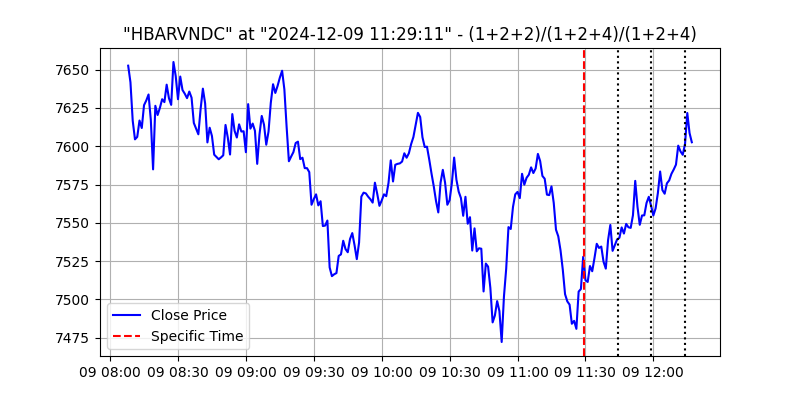 "HBARVNDC" at "2024-12-09 11:29:11" - (1+2+2)/(1+2+4)/(1+2+4)
7650
7625
7600
7575
7550
7525
7500
7475
Close Price
Specific Time
09 08:00 09 08:30 09 09:00 09 09:30 09 10:00 09 10:30 09 11:00 09 11:30 09 12:00